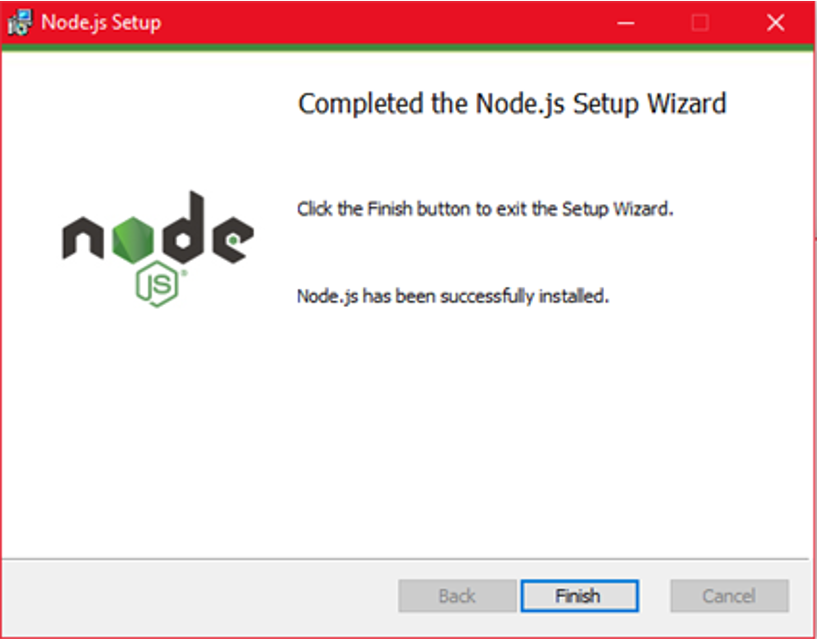 Node.js Setup
Completed the Node.js Setup Wizard
Click the Finish button to exit the Setup Wizard.
node
JS®
Node.js has been successfully installed.
Back
Finish
Cancel